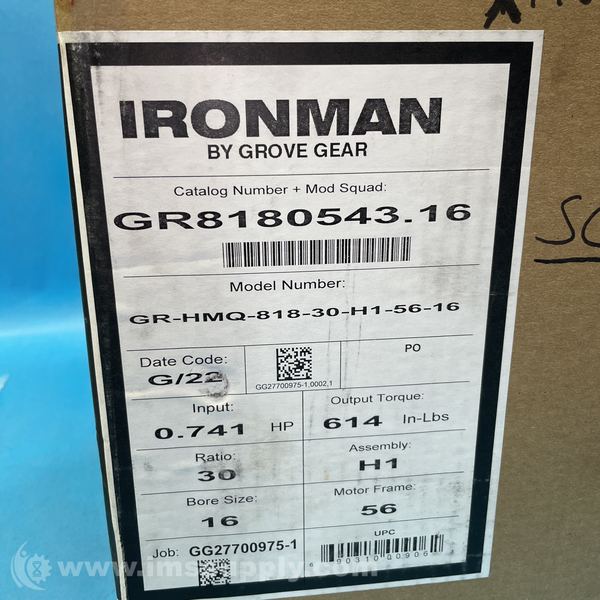 IRONMAN
BY GROVE GEAR
Catalog Number + Mod Squad:
GR8180543.16
Model Number:
GR-HMQ-818-30-H1-56-16
Date Code:
G/22
GG27700975-1,0002,1
PO
Input:
0.741 HP
Output Torque:
614 In-Lbs
Ratio:
30
Assembly:
H1
Bore Size:
16
Motor Frame:
56
Job: GG27700975-1
UPC
www.imssupply.com